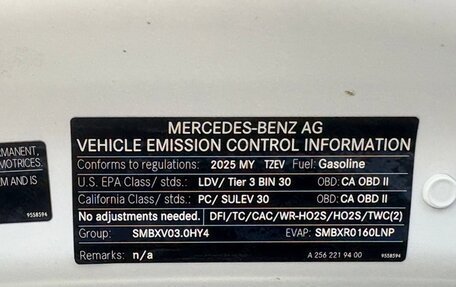 MERCEDES-BENZ AG
VEHICLE EMISSION CONTROL INFORMATION
Conforms to regulations: 2025 MY TZEV Fuel: Gasoline
U.S. EPA Class/ stds.: LDV/ Tier 3 BIN 30 OBD: CA OBD II
California Class/ stds.: PC/ SULEV 30 OBD: CA OBD II
No adjustments needed. DFI/TC/CAC/WR-HO2S/HO2S/TWC(2)
Group: SMBXV03.0HY4 EVAP: SMBXR0160LNP
Remarks: n/a A 256 221 94 00 9558594
MANENT,
MOTRICES.
EM AND IS
9558594